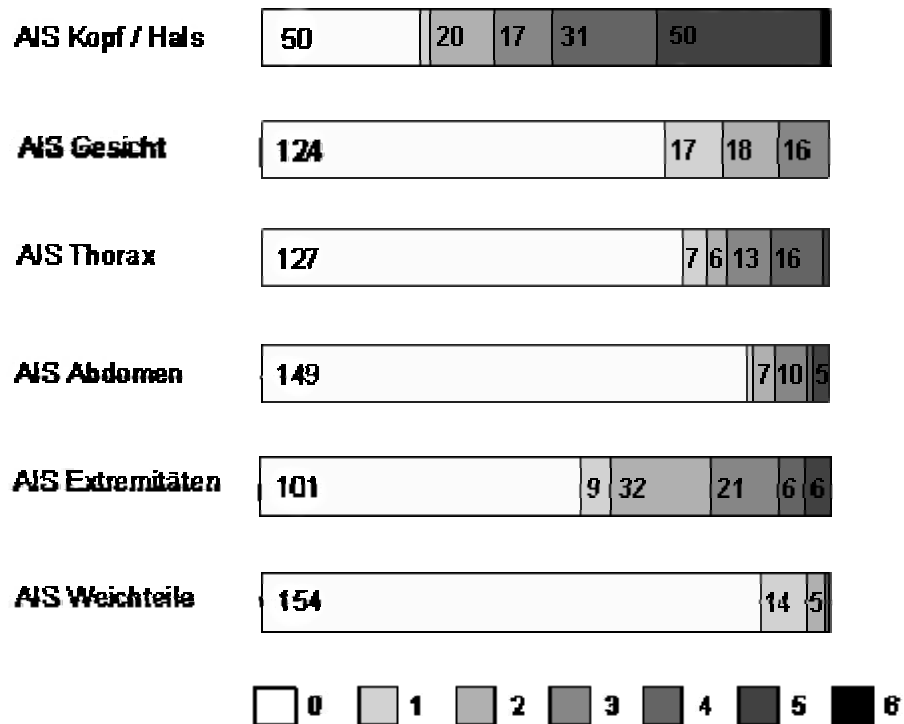 AIS Kopf / Hals 50 20 17 31 50
AIS Gesicht 124 17 18 16
AIS Thorax 127 7 6 13 16
AIS Abdomen 149 7 10 5
AIS Extremitäten 101 9 32 21 6 6
AIS Weichteile 154 14 5
0 1 2 3 4 5 6